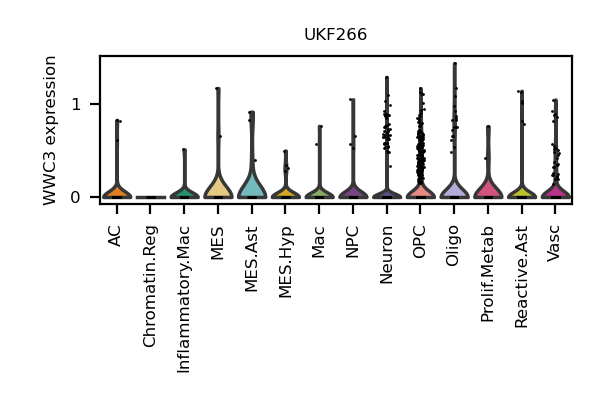 UKF266
WWC3 expression
1
0
AC
Chromatin.Reg
Inflammatory.Mac
MES
MES.Ast
MES.Hyp
Mac
NPC
Neuron
OPC
Oligo
Prolif.Metab
Reactive.Ast
Vasc